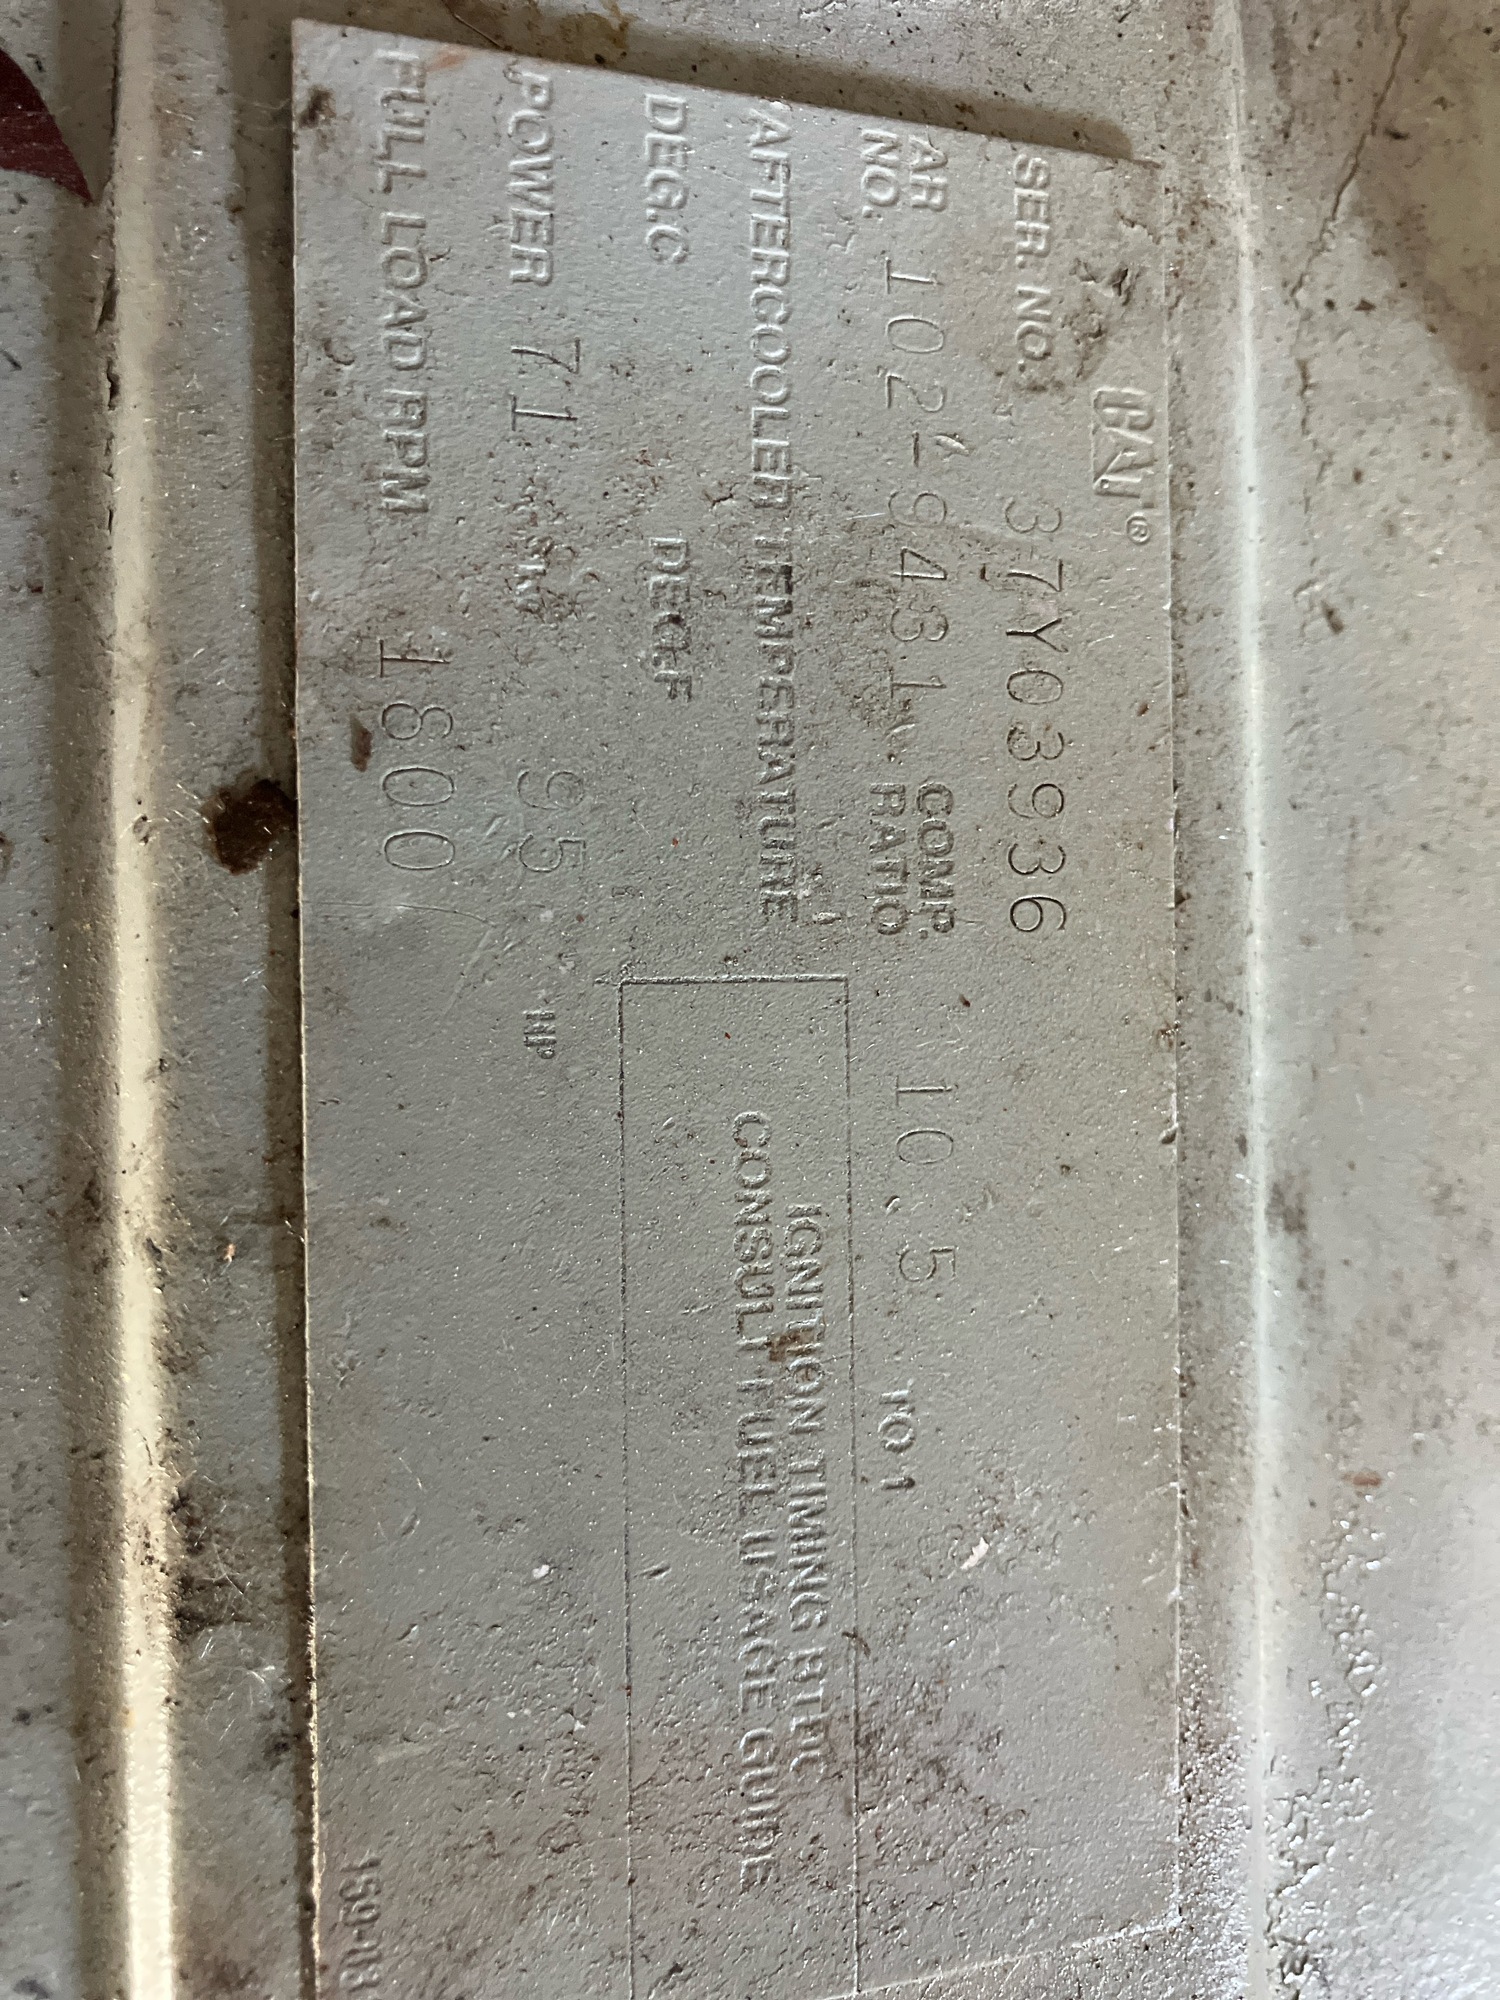 CAT®
SER. NO. 37Y03936
AR NO. 102-9431 COMP. RATIO 10.5 TO 1
AFTERCOOLER TEMPERATURE
DEG.C DEG.F
IGNITION TIMING BTDC
CONSULT FUEL USAGE GUIDE
POWER 71 95 HP
FULL LOAD RPM 1800